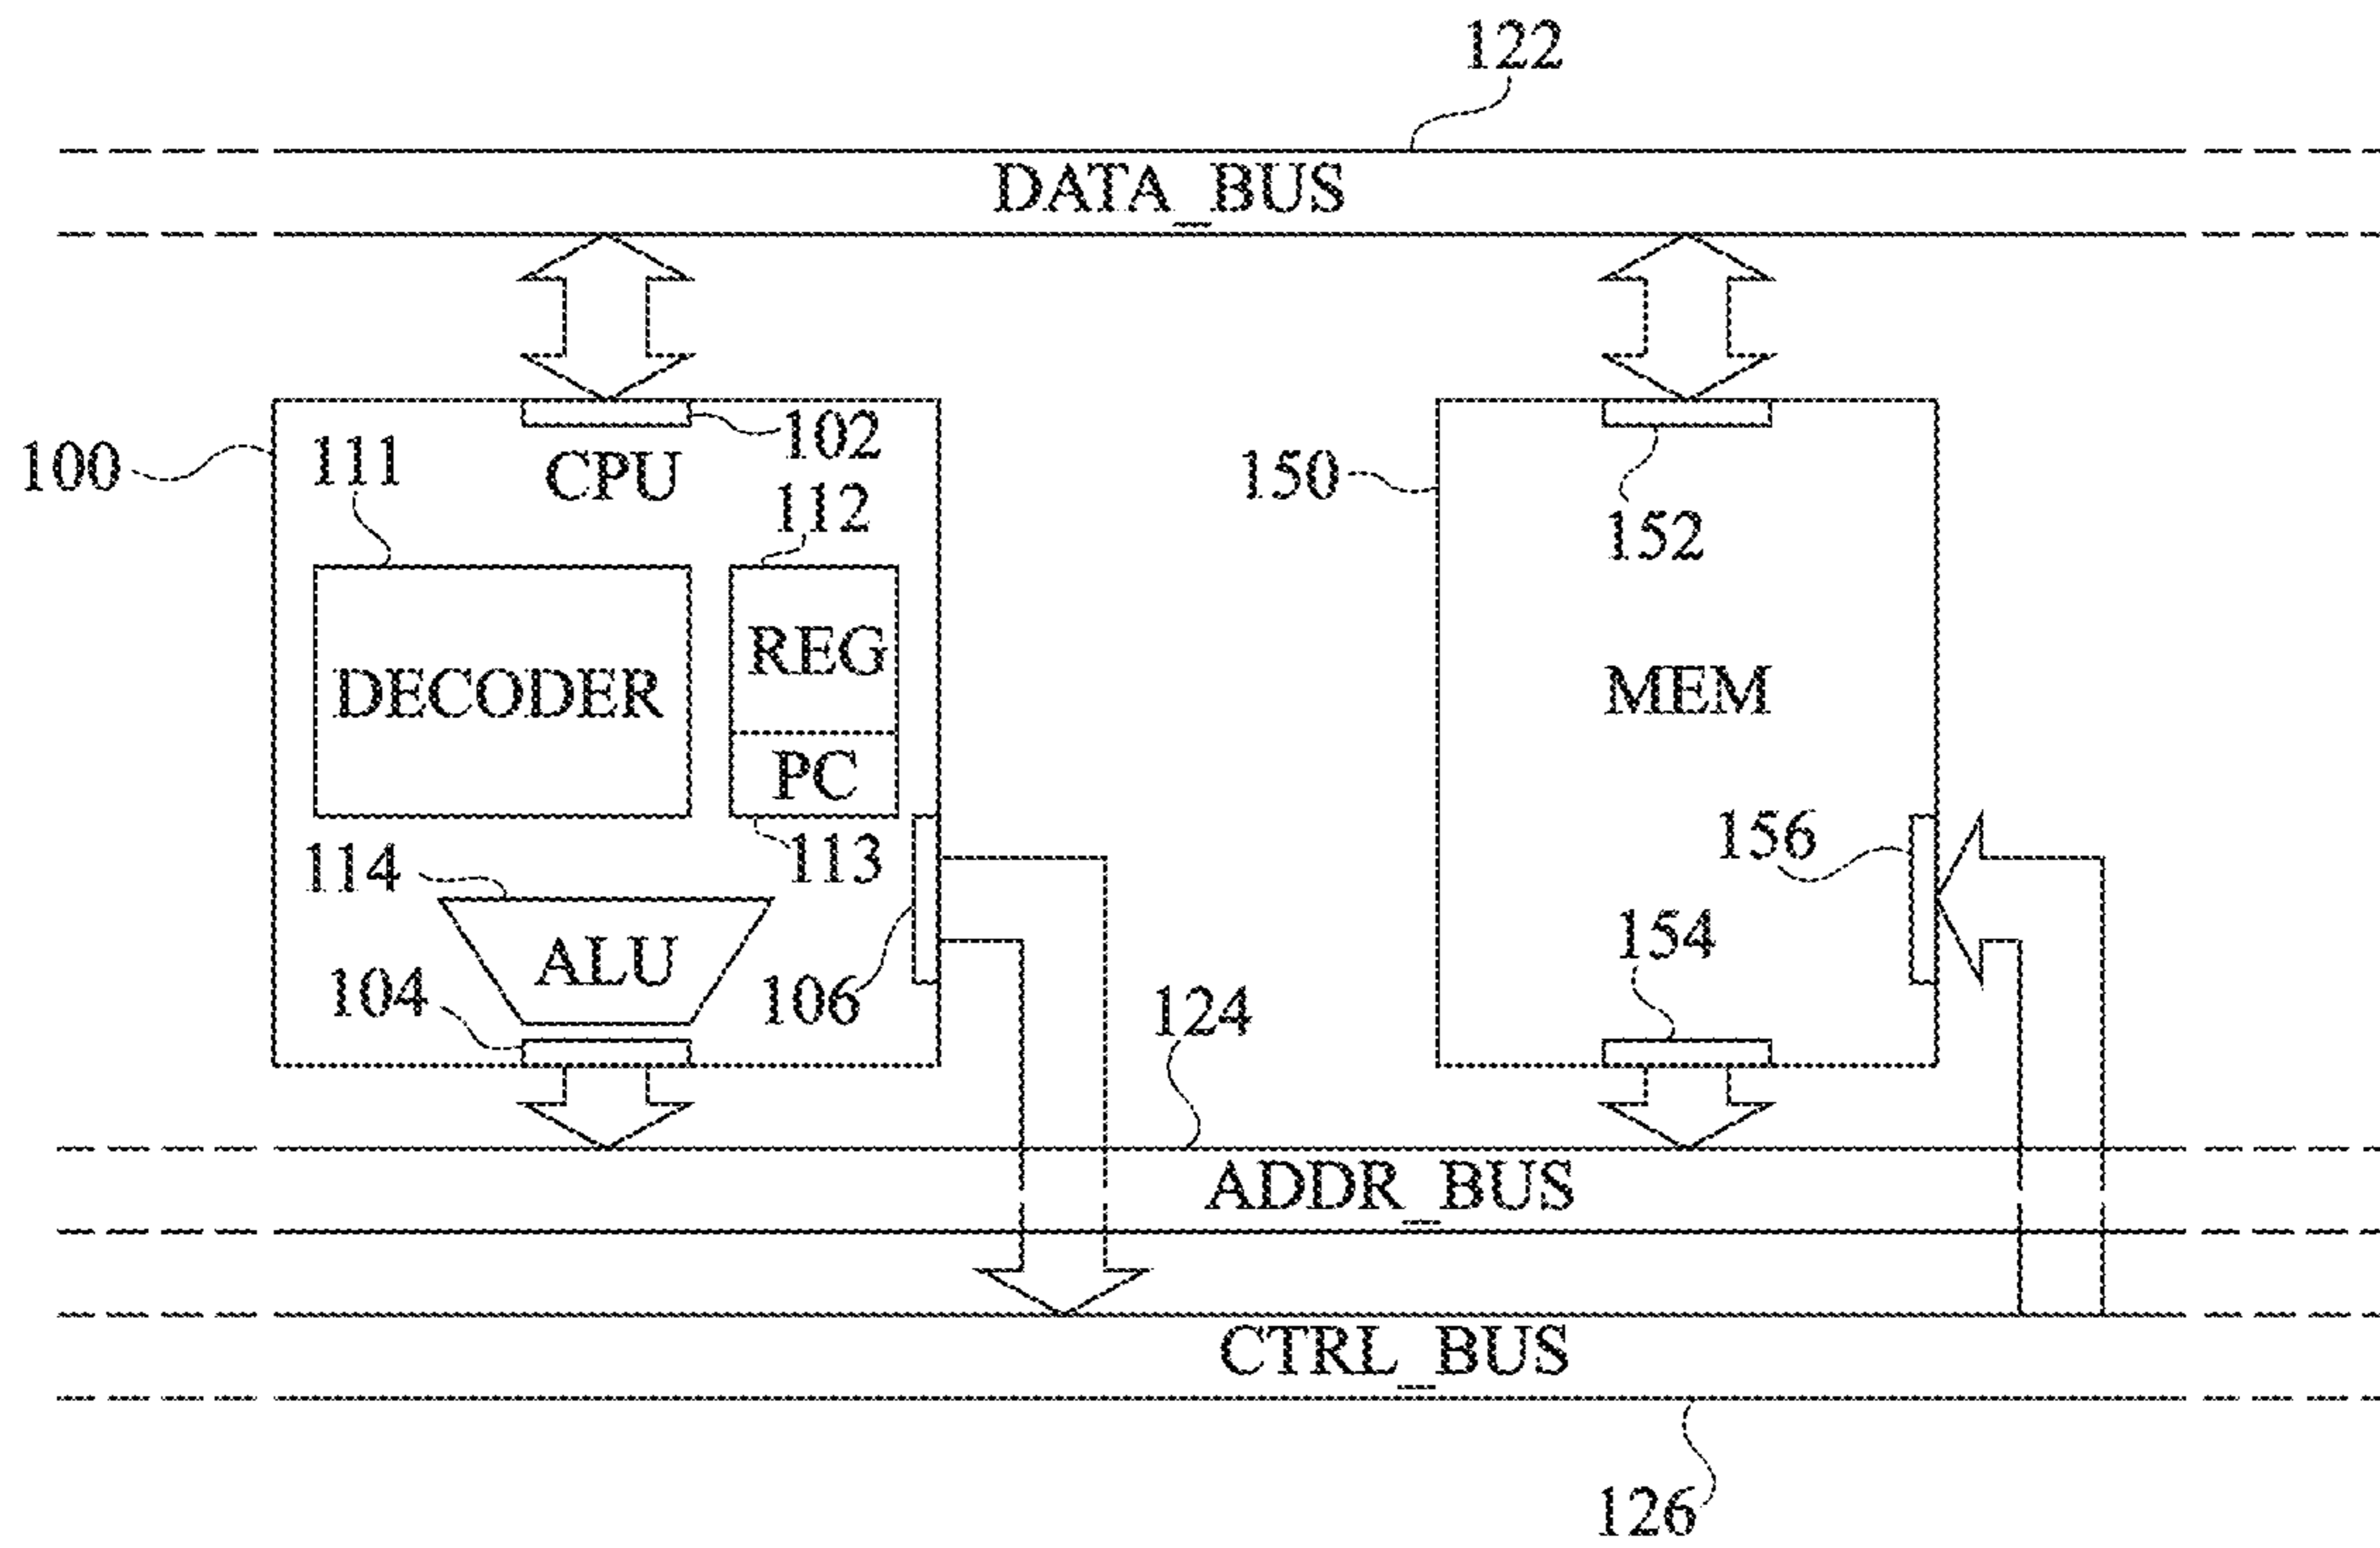 122
DATA_BUS
100
111
CPU
102
112
150
152
DECODER
REG
PC
MEM
113
114
ALU
104
106
156
154
124
ADDR_BUS
CTRL_BUS
126